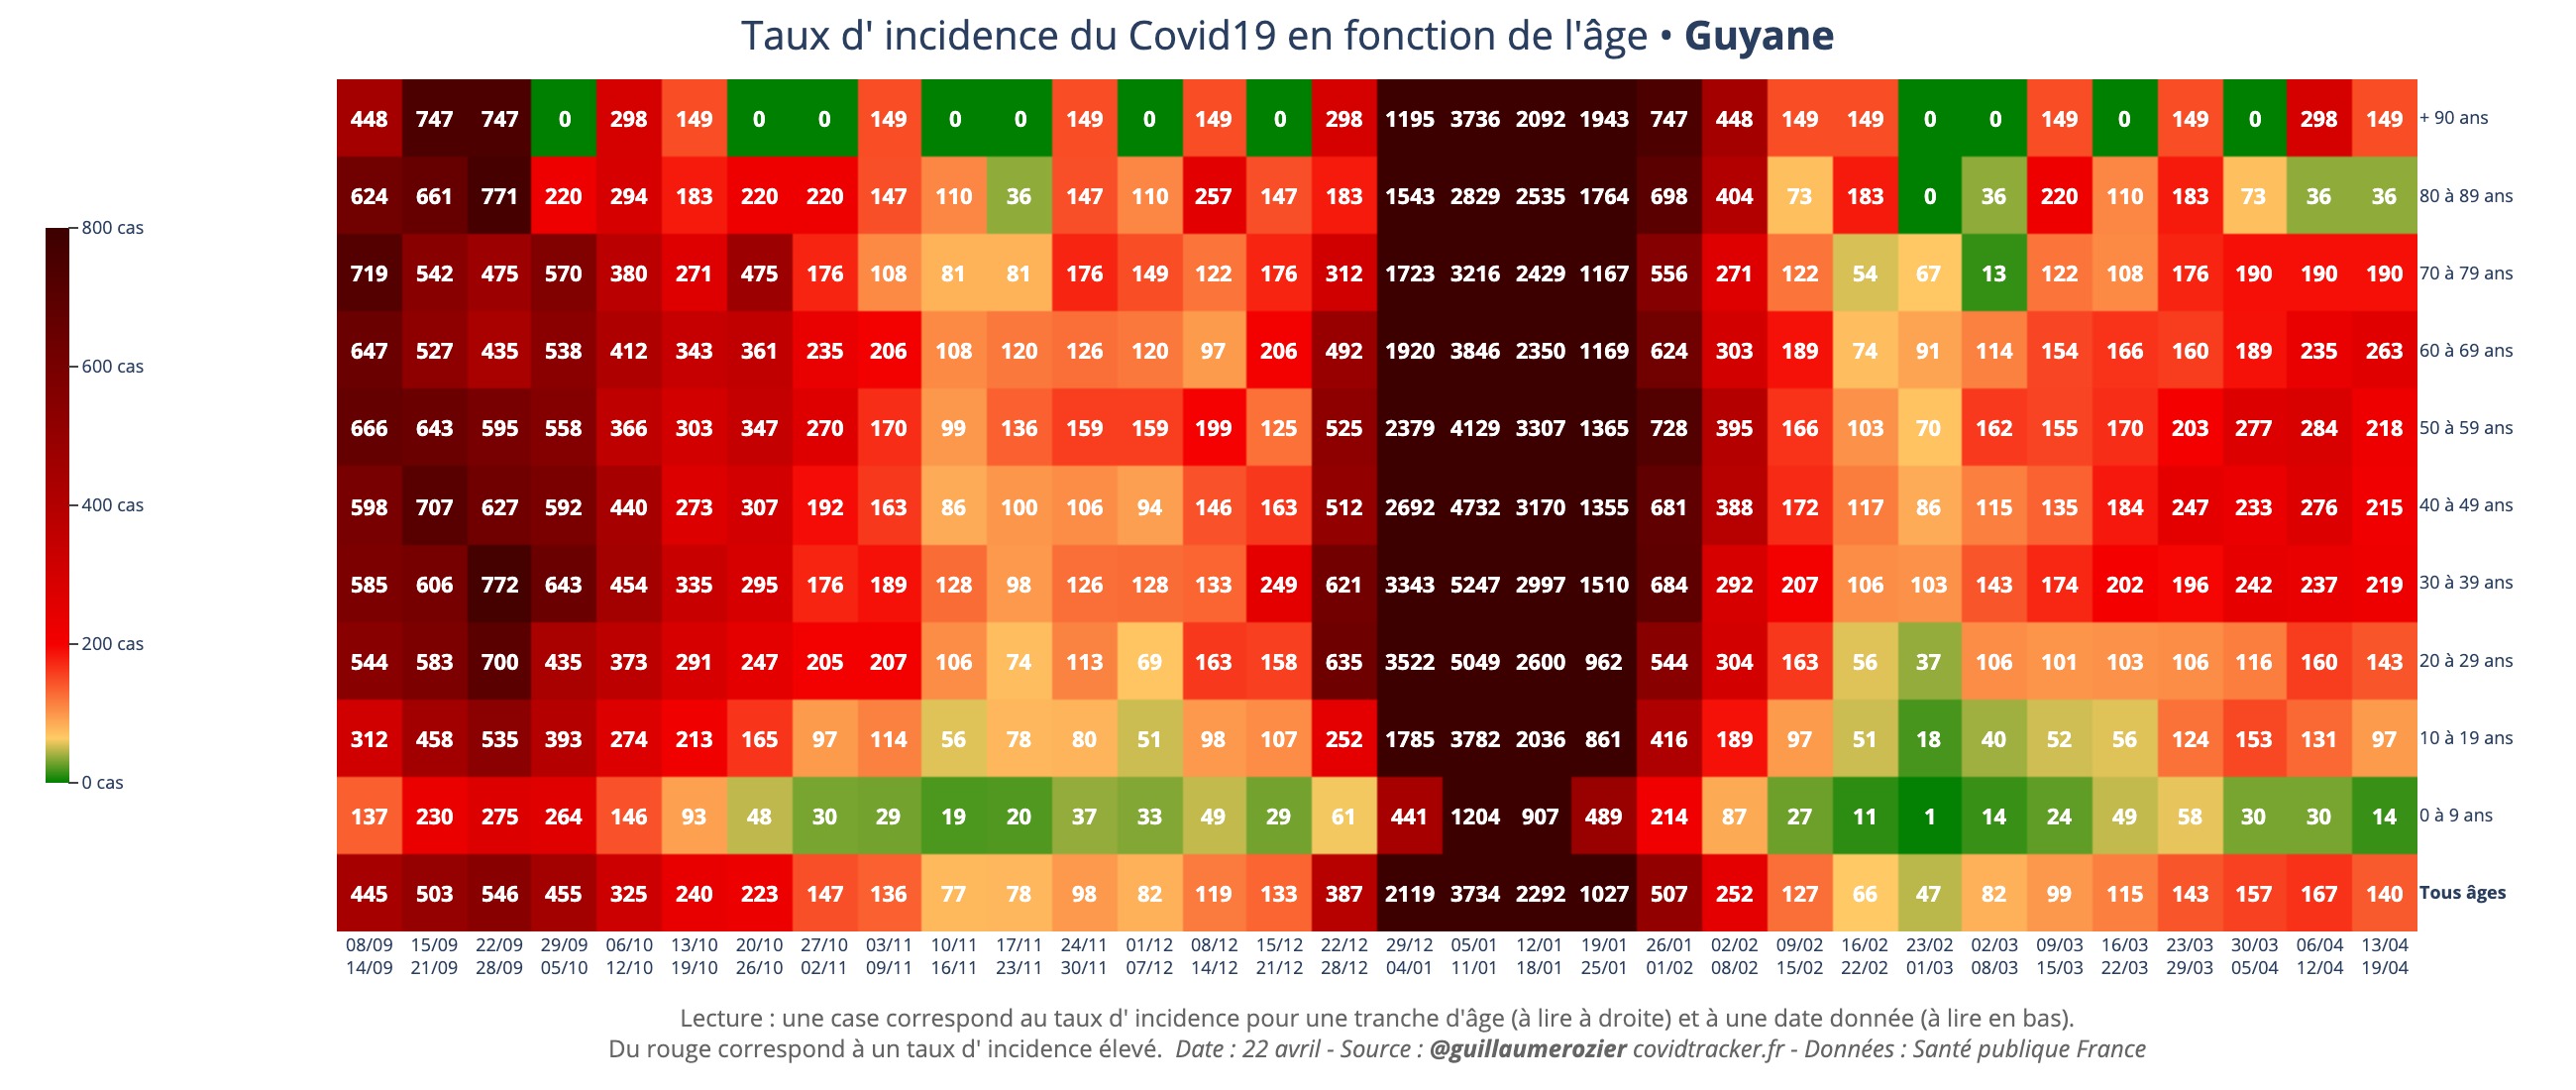 Taux d' incidence du Covid19 en fonction de l'âge • Guyane
448 747 747 0 298 149 0 0 149 0 0 149 0 149 0 298 1195 3736 2092 1943 747 448 149 149 0 0 149 0 149 0 298 149 + 90 ans
624 661 771 220 294 183 220 220 147 110 36 147 110 257 147 183 1543 2829 2535 1764 698 404 73 183 0 36 220 110 183 73 36 36 80 à 89 ans
800 cas
719 542 475 570 380 271 475 176 108 81 81 176 149 122 176 312 1723 3216 2429 1167 556 271 122 54 67 13 122 108 176 190 190 190 70 à 79 ans
647 527 435 538 412 343 361 235 206 108 120 126 120 97 206 492 1920 3846 2350 1169 624 303 189 74 91 114 154 166 160 189 235 263 60 à 69 ans
600 cas
666 643 595 558 366 303 347 270 170 99 136 159 159 199 125 525 2379 4129 3307 1365 728 395 166 103 70 162 155 170 203 277 284 218 50 à 59 ans
400 cas
598 707 627 592 440 273 307 192 163 86 100 106 94 146 163 512 2692 4732 3170 1355 681 388 172 117 86 115 135 184 247 233 276 215 40 à 49 ans
585 606 772 643 454 335 295 176 189 128 98 126 128 133 249 621 3343 5247 2997 1510 684 292 207 106 103 143 174 202 196 242 237 219 30 à 39 ans
200 cas
544 583 700 435 373 291 247 205 207 106 74 113 69 163 158 635 3522 5049 2600 962 544 304 163 56 37 106 101 103 106 116 160 143 20 à 29 ans
312 458 535 393 274 213 165 97 114 56 78 80 51 98 107 252 1785 3782 2036 861 416 189 97 51 18 40 52 56 124 153 131 97 10 à 19 ans
0 cas
137 230 275 264 146 93 48 30 29 19 20 37 33 49 29 61 441 1204 907 489 214 87 27 11 1 14 24 49 58 30 30 14 0 à 9 ans
445 503 546 455 325 240 223 147 136 77 78 98 82 119 133 387 2119 3734 2292 1027 507 252 127 66 47 82 99 115 143 157 167 140 Tous âges
08/09 15/09 22/09 29/09 06/10 13/10 20/10 27/10 03/11 10/11 17/11 24/11 01/12 08/12 15/12 22/12 29/12 05/01 12/01 19/01 26/01 02/02 09/02 16/02 23/02 02/03 09/03 16/03 23/03 30/03 06/04 13/04
14/09 21/09 28/09 05/10 12/10 19/10 26/10 02/11 09/11 16/11 23/11 30/11 07/12 14/12 21/12 28/12 04/01 11/01 18/01 25/01 01/02 08/02 15/02 22/02 01/03 08/03 15/03 22/03 29/03 05/04 12/04 19/04
Lecture : une case correspond au taux d' incidence pour une tranche d'âge (à lire à droite) et à une date donnée (à lire en bas).
Du rouge correspond à un taux d' incidence élevé. Date : 22 avril - Source : @guillaumerozier covidtracker.fr - Données : Santé publique France